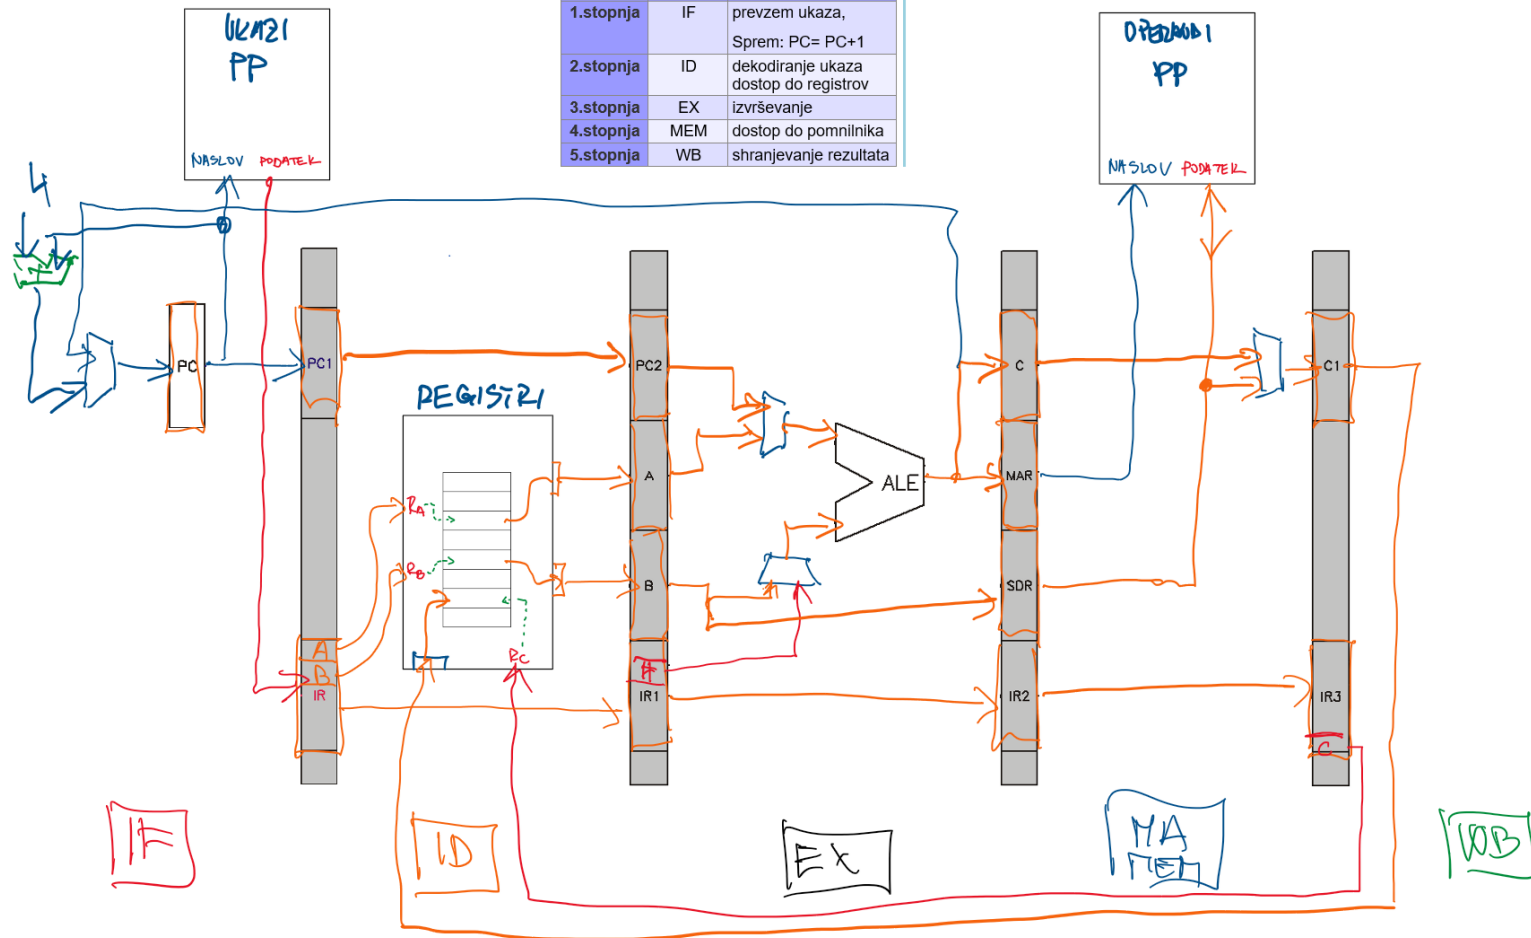 UKAZI
PP
NASLOV PODATEK
1.stopnja IF prevzem ukaza,
Sprem: PC= PC+1
2.stopnja ID dekodiranje ukaza
dostop do registrov
3.stopnja EX izvrševanje
4.stopnja MEM dostop do pomnilnika
5.stopnja WB shranjevanje rezultata
OPERANDI
PP
NASLOV PODATEK
4
+
PC
PC1
PC2
C
C1
REGISTRI
A
ALE
MAR
RA
RB
B
SDR
A
B
IR
RC
IR1
IR2
IR3
C
IF
ID
EX
MA
MEM
WB